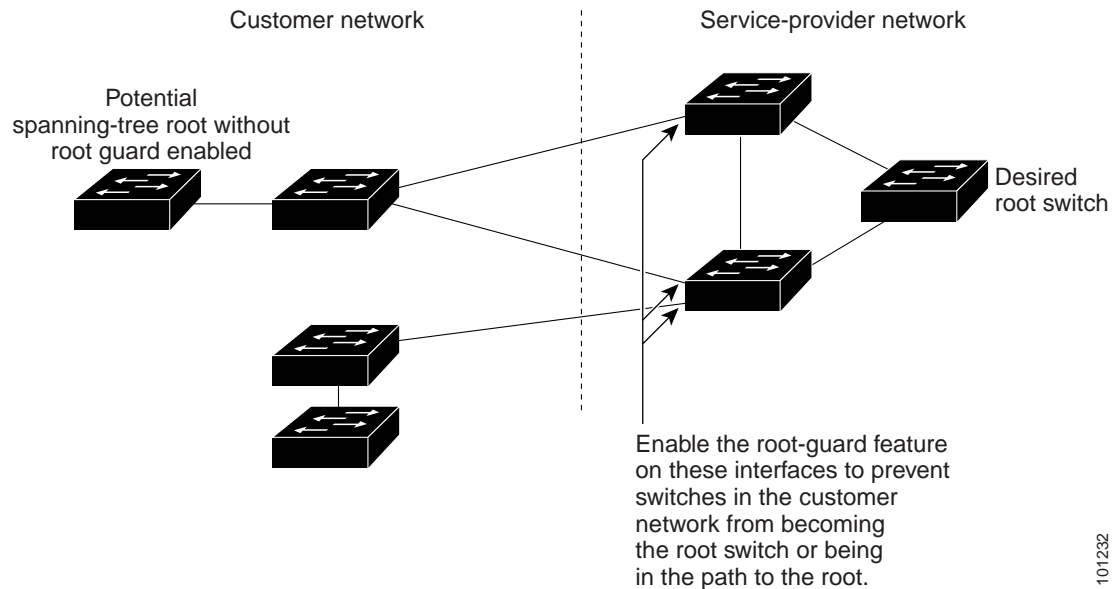 Customer network
Service-provider network
Potential
spanning-tree root without
root guard enabled
Desired
root switch
Enable the root-guard feature
on these interfaces to prevent
switches in the customer
network from becoming
the root switch or being
in the path to the root.
101232